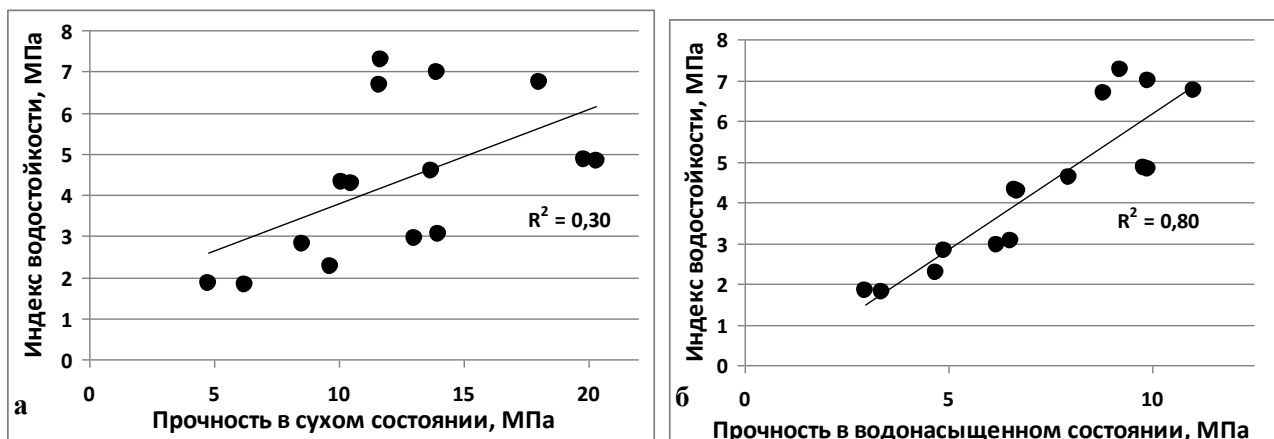 Индекс водостойкости, МПа
8
7
6
5
4
3
2
1
0
0 5 10 15 20
R² = 0,30
а
Прочность в сухом состоянии, МПа
Индекс водостойкости, МПа
8
7
6
5
4
3
2
1
0
0 5 10
R² = 0,80
б
Прочность в водонасыщенном состоянии, МПа